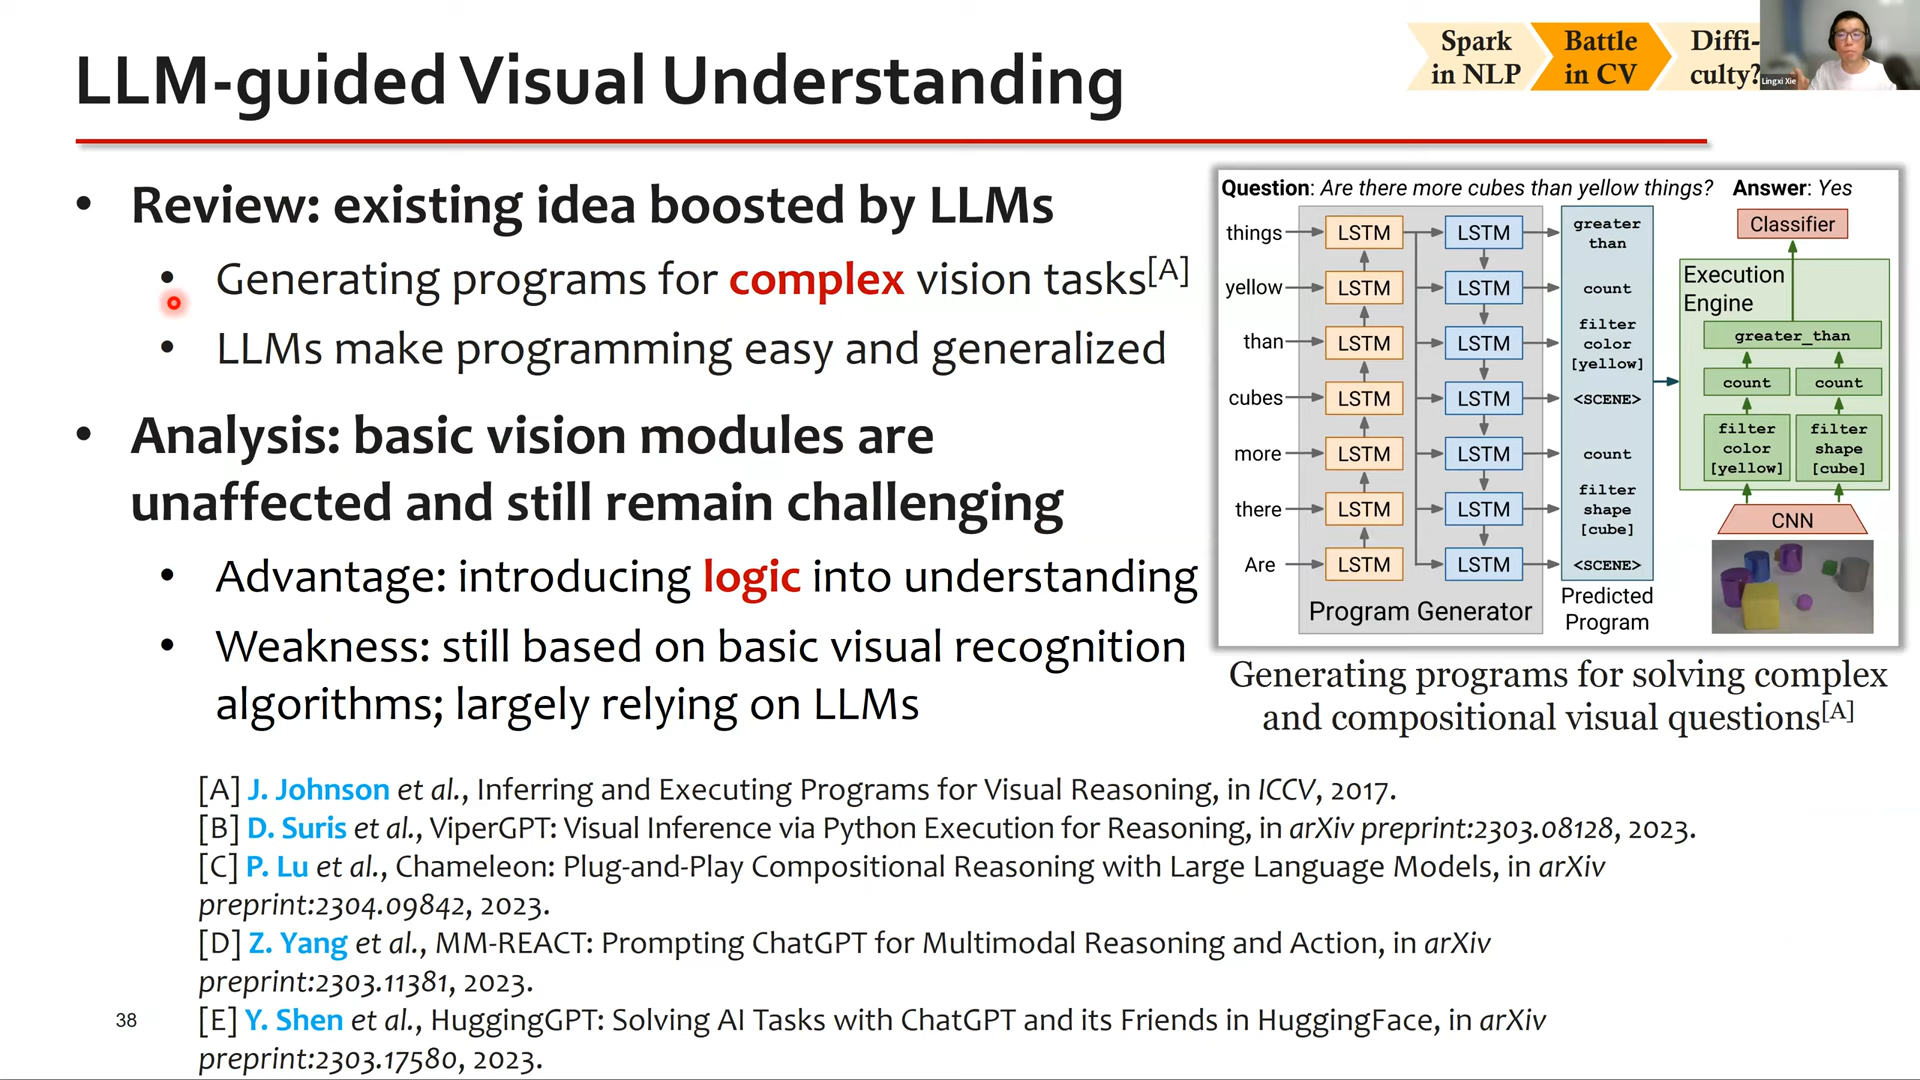 LLM-guided Visual Understanding
Spark
in NLP
Battle
in CV
Diffi-
culty?
Lingxi Xie
• Review: existing idea boosted by LLMs
• Generating programs for complex vision tasks[A]
• LLMs make programming easy and generalized
• Analysis: basic vision modules are
unaffected and still remain challenging
• Advantage: introducing logic into understanding
• Weakness: still based on basic visual recognition
algorithms; largely relying on LLMs
Question: Are there more cubes than yellow things? Answer: Yes
things LSTM LSTM greater than
yellow LSTM LSTM count
than LSTM LSTM filter color [yellow]
cubes LSTM LSTM <SCENE>
more LSTM LSTM count
there LSTM LSTM filter shape [cube]
Are LSTM LSTM <SCENE>
Program Generator
Predicted
Program
Classifier
Execution
Engine
greater_than
count count
filter color [yellow]
filter shape [cube]
CNN
Generating programs for solving complex
and compositional visual questions[A]
[A] J. Johnson et al., Inferring and Executing Programs for Visual Reasoning, in ICCV, 2017.
[B] D. Suris et al., ViperGPT: Visual Inference via Python Execution for Reasoning, in arXiv preprint:2303.08128, 2023.
[C] P. Lu et al., Chameleon: Plug-and-Play Compositional Reasoning with Large Language Models, in arXiv
preprint:2304.09842, 2023.
[D] Z. Yang et al., MM-REACT: Prompting ChatGPT for Multimodal Reasoning and Action, in arXiv
preprint:2303.11381, 2023.
[E] Y. Shen et al., HuggingGPT: Solving AI Tasks with ChatGPT and its Friends in HuggingFace, in arXiv
preprint:2303.17580, 2023.
38